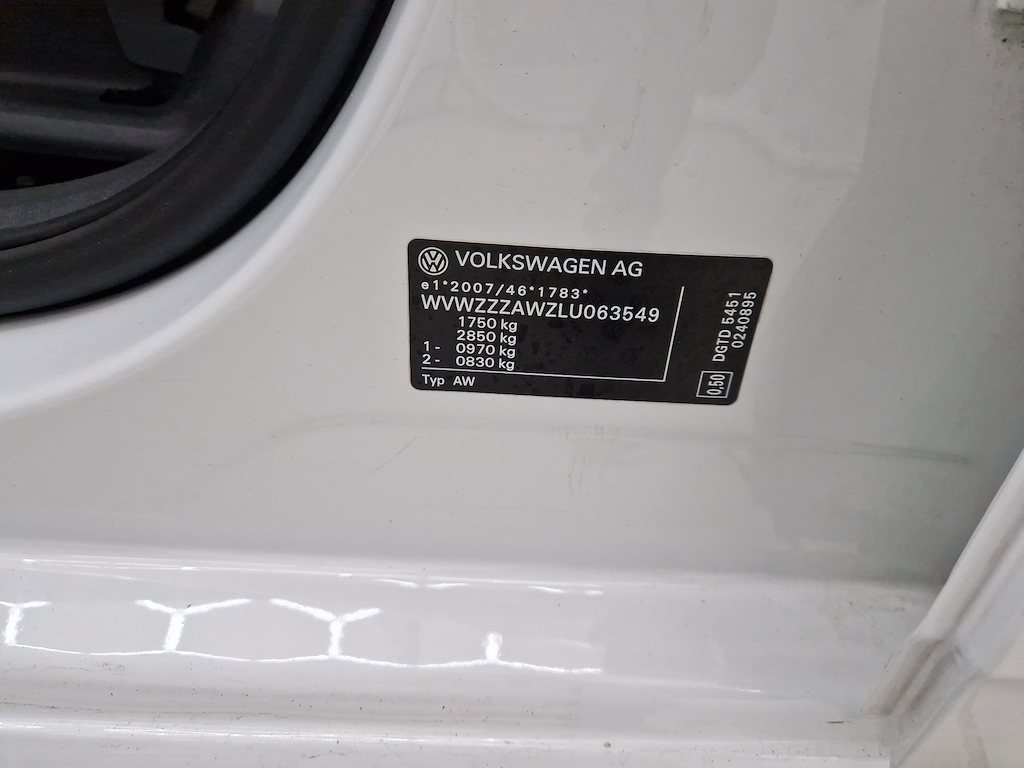 VOLKSWAGEN AG
e1*2007/46*1783*
WVWZZZAWZLU063549
1750 kg
2850 kg
1 - 0970 kg
2 - 0830 kg
Typ AW
0,50 DGTD 5451
0240895